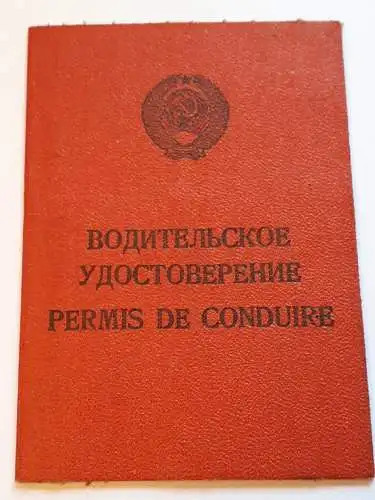 ВОДИТЕЛЬСКОЕ
УДОСТОВЕРЕНИЕ
PERMIS DE CONDUIRE